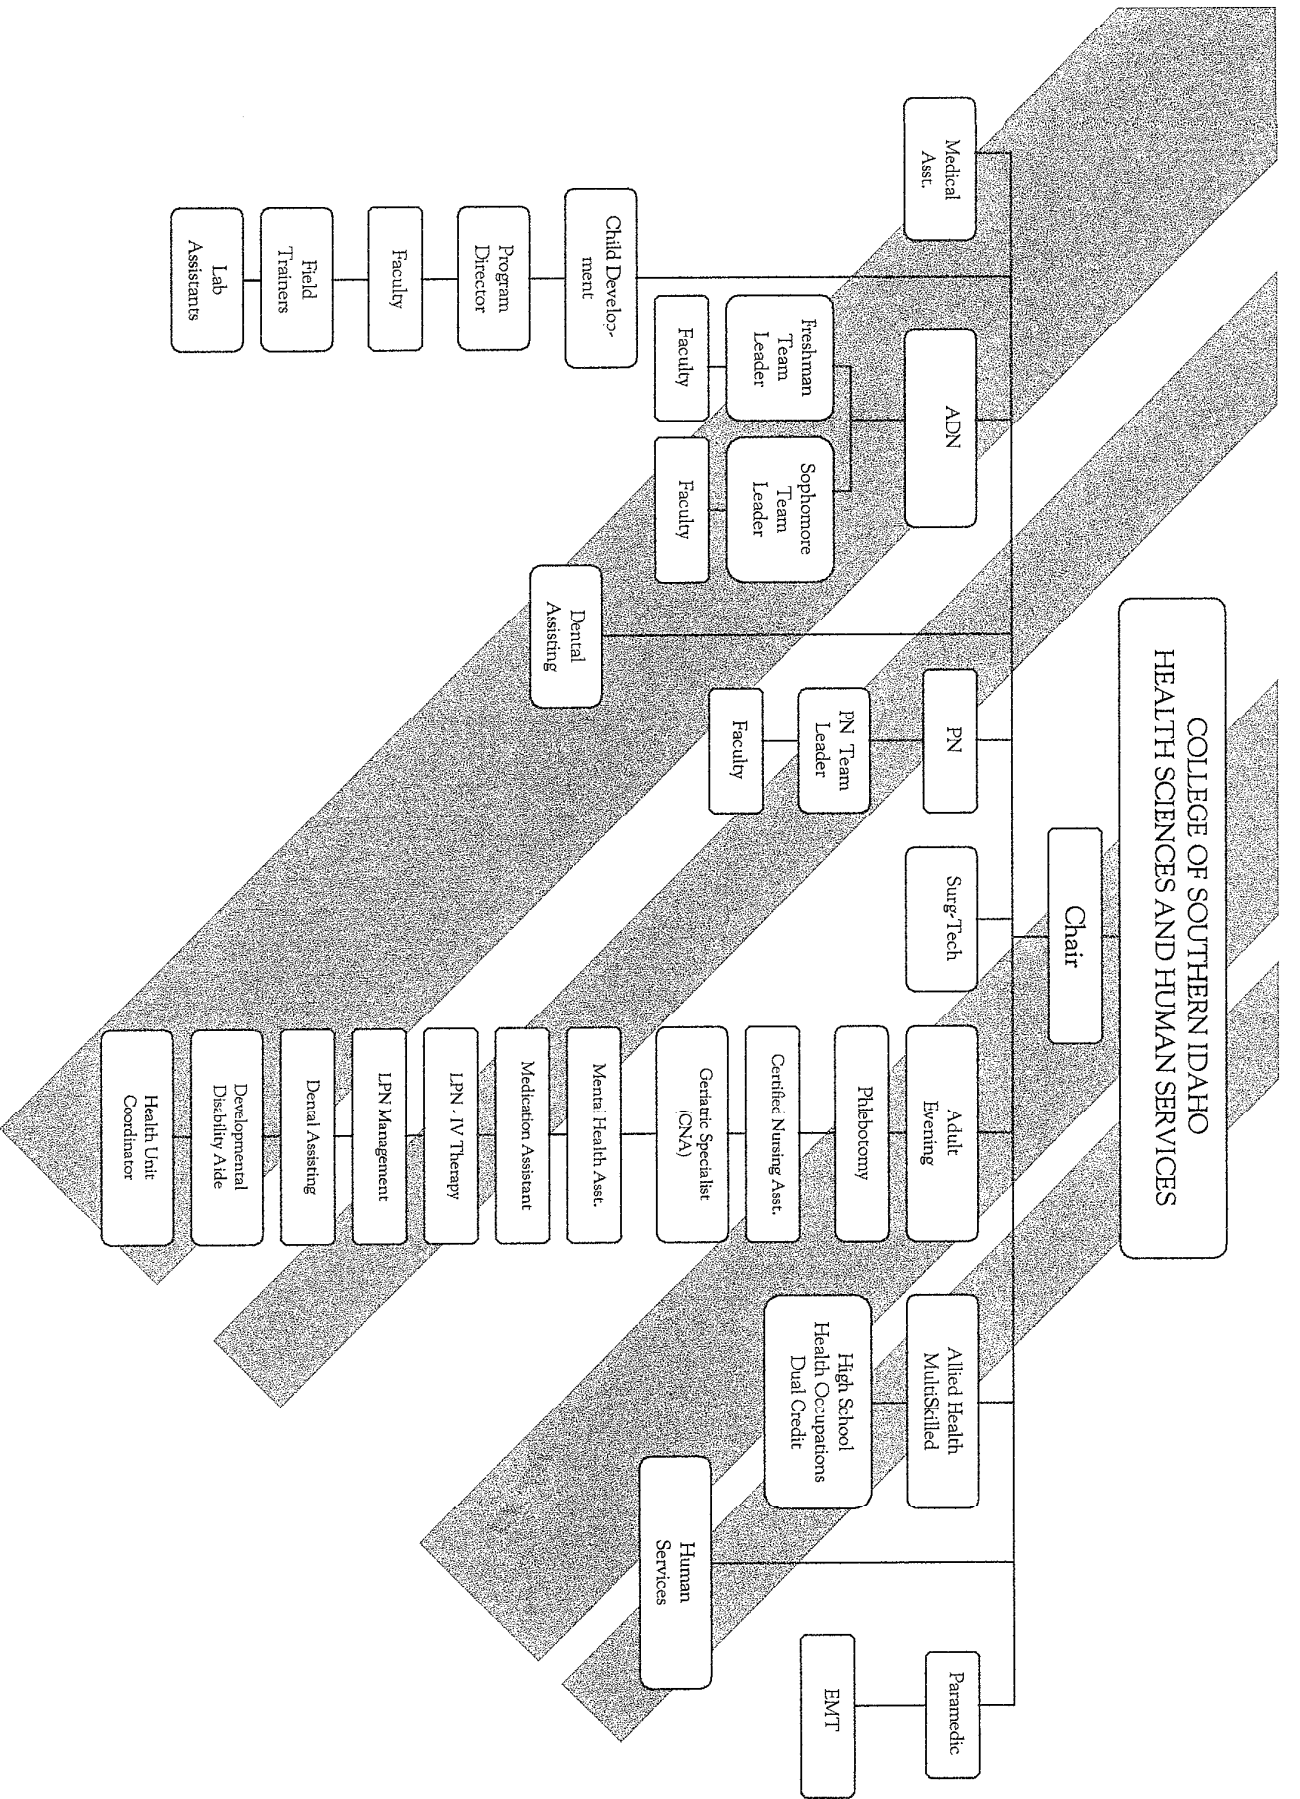 COLLEGE OF SOUTHERN IDAHO
HEALTH SCIENCES AND HUMAN SERVICES
Chair
Medical
Asst.
Child Develop-
ment
Program
Director
Faculty
Field
Trainers
Lab
Assistants
ADN
Freshman
Team
Leader
Faculty
Sophomore
Team
Leader
Faculty
Dental
Assisting
PN
PN Team
Leader
Faculty
Surg-Tech
Adult
Evening
Phlebotomy
Certified Nursing Asst.
Geriatric Specialist
(CNA)
Mental Health Asst.
Medication Assistant
LPN - IV Therapy
LPN Management
Dental Assisting
Developmental
Disability Aide
Health Unit
Coordinator
Allied Health
MultiSkilled
High School
Health Occupations
Dual Credit
Human
Services
Paramedic
EMT